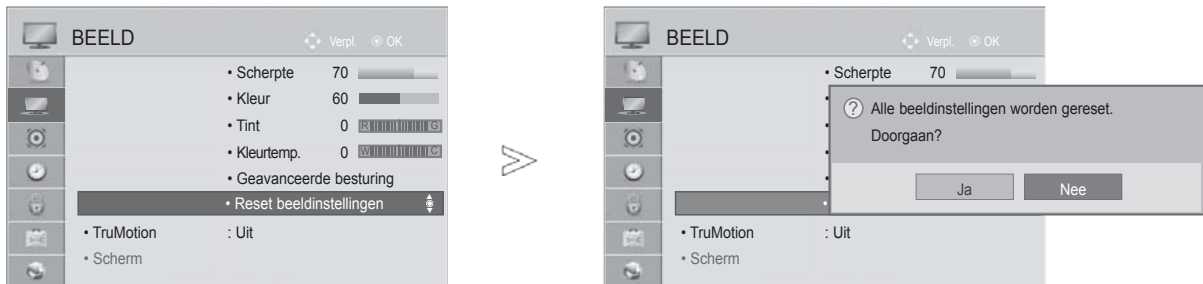 BEELD
Verpl. OK
• Scherpte 70
• Kleur 60
• Tint 0 R G
• Kleurtemp. 0 W C
• Geavanceerde besturing
• Reset beeldinstellingen
• TruMotion : Uit
• Scherm
BEELD
Verpl. OK
• Scherpte 70
? Alle beeldinstellingen worden gereset.
Doorgaan?
Ja Nee
• TruMotion : Uit
• Scherm